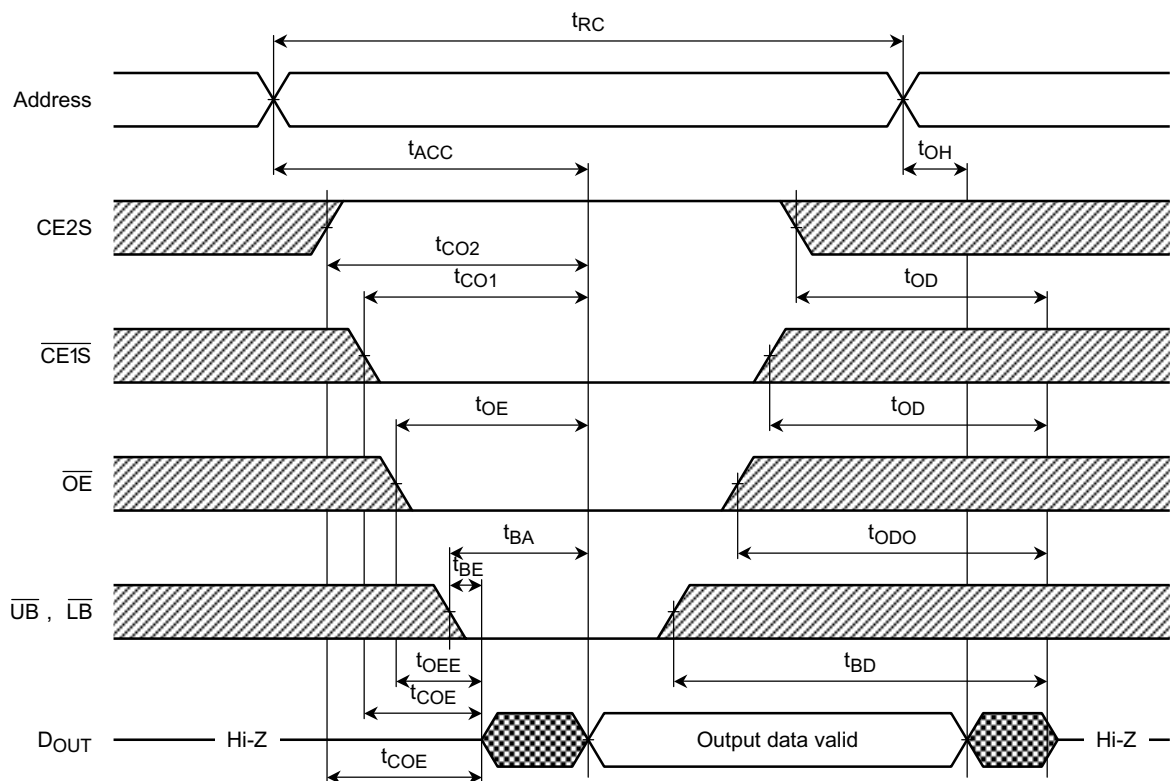 tRC
Address
tACC
tOH
CE2S
tCO2
tCO1
tOD
CE1S
tOE
tOD
OE
tBA
tODO
tBE
UB , LB
tOEE
tBD
tCOE
DOUT
Hi-Z
Output data valid
Hi-Z
tCOE